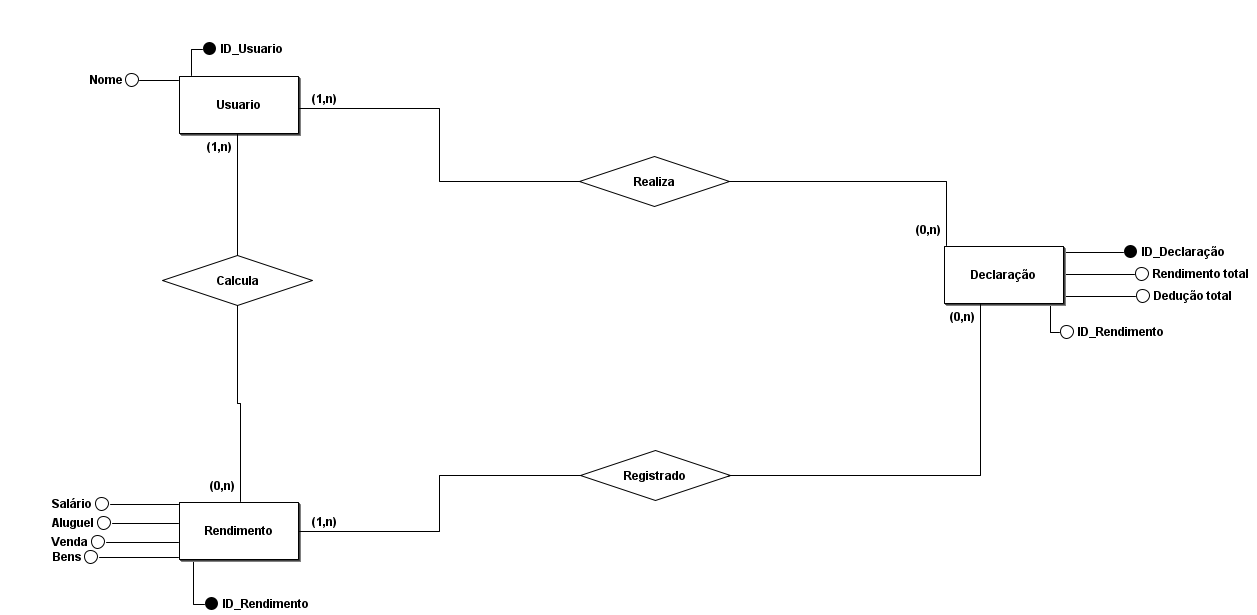 ID_Usuario
Nome
Usuario
(1,n)
(1,n)
Realiza
(0,n)
Declaração
ID_Declaração
Rendimento total
Dedução total
ID_Rendimento
(0,n)
Calcula
(0,n)
Registrado
Salário
Aluguel
Venda
Bens
Rendimento
(1,n)
ID_Rendimento